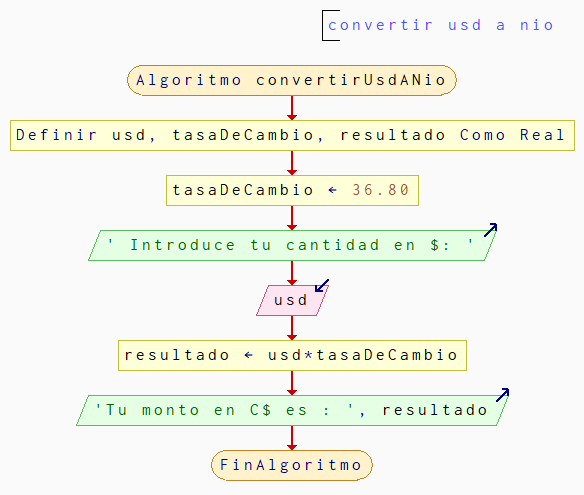 convertir usd a nio
Algoritmo convertirUsdANio
Definir usd, tasaDeCambio, resultado Como Real
tasaDeCambio ← 36.80
' Introduce tu cantidad en $: '
usd
resultado ← usd*tasaDeCambio
'Tu monto en C$ es : ', resultado
FinAlgoritmo